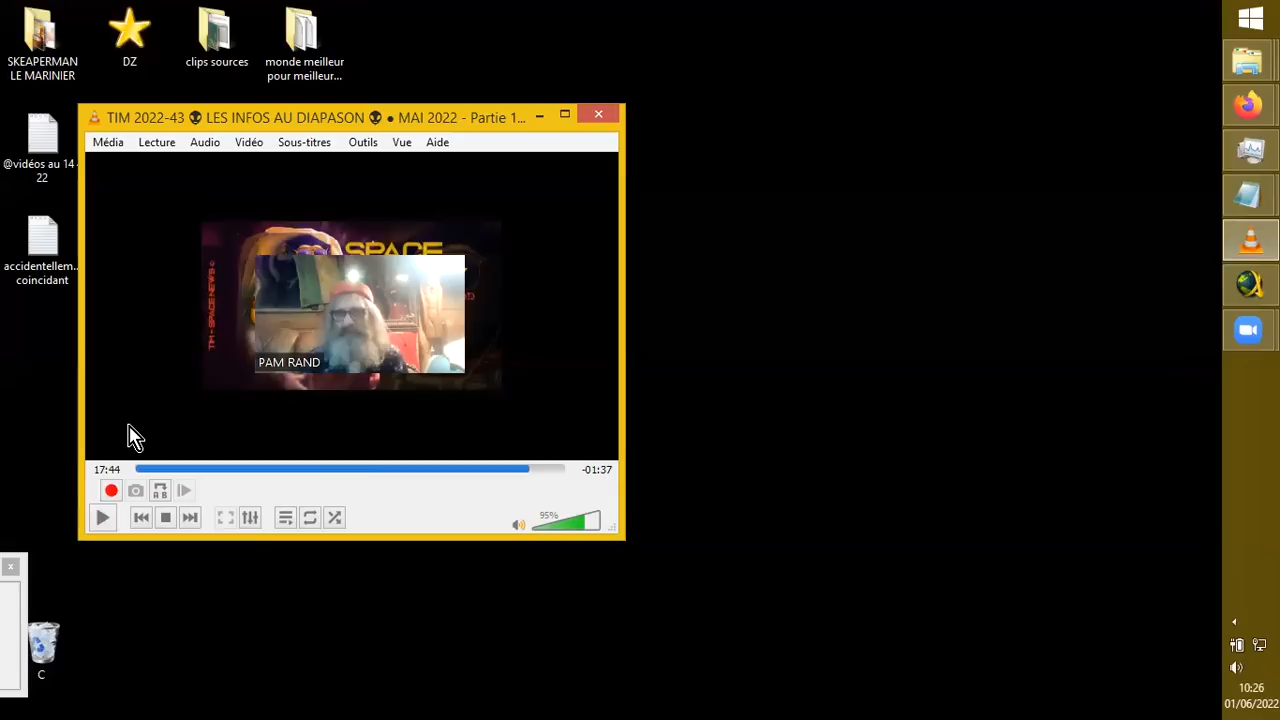 SKEAPERMAN
LE MARINIER
DZ
clips sources
monde meilleur
pour meilleur...
@vidéos au 14 -
22
accidentellem...
coincidant
TIM 2022-43 👽 LES INFOS AU DIAPASON 👽 ● MAI 2022 - Partie 1...
Média Lecture Audio Vidéo Sous-titres Outils Vue Aide
SPACE
TIM - SPACENEWS ©
PAM RAND
17:44
-01:37
95%
C
10:26
01/06/2022